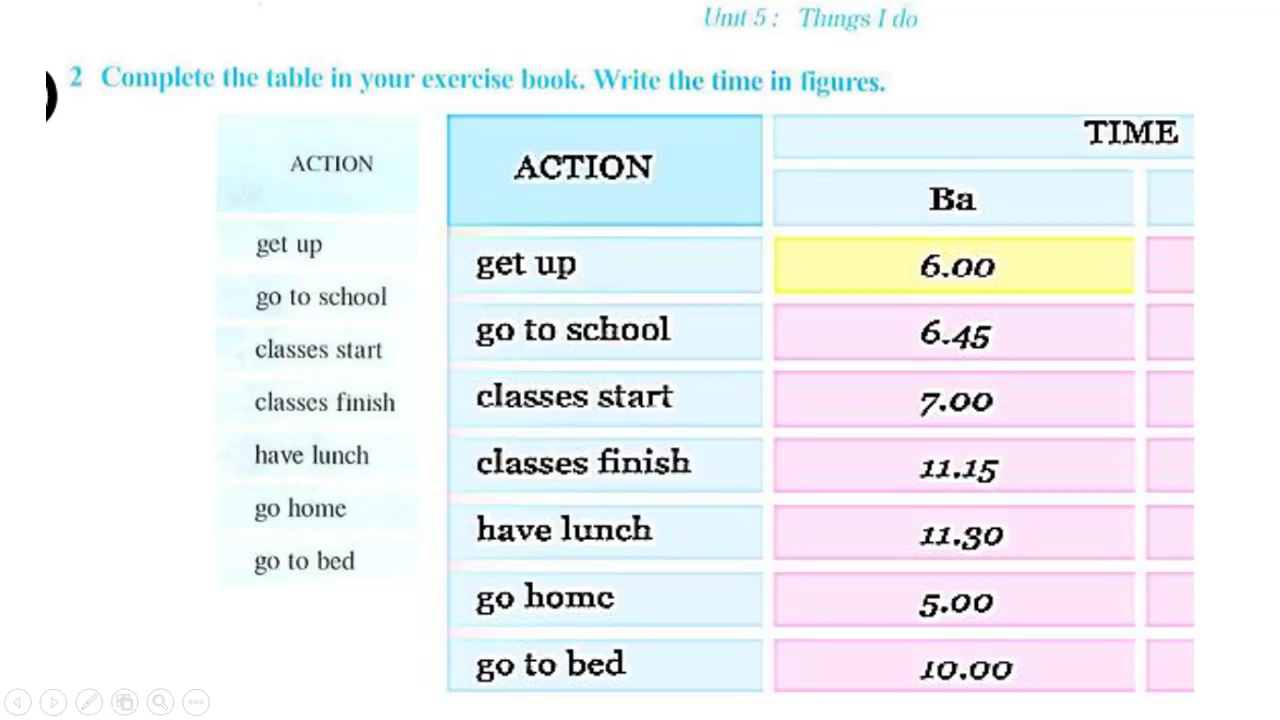 Unit 5 : Things I do
2 Complete the table in your exercise book. Write the time in figures.
ACTION
get up
go to school
classes start
classes finish
have lunch
go home
go to bed
ACTION
TIME
Ba
get up 6.00
go to school 6.45
classes start 7.00
classes finish 11.15
have lunch 11.30
go home 5.00
go to bed 10.00